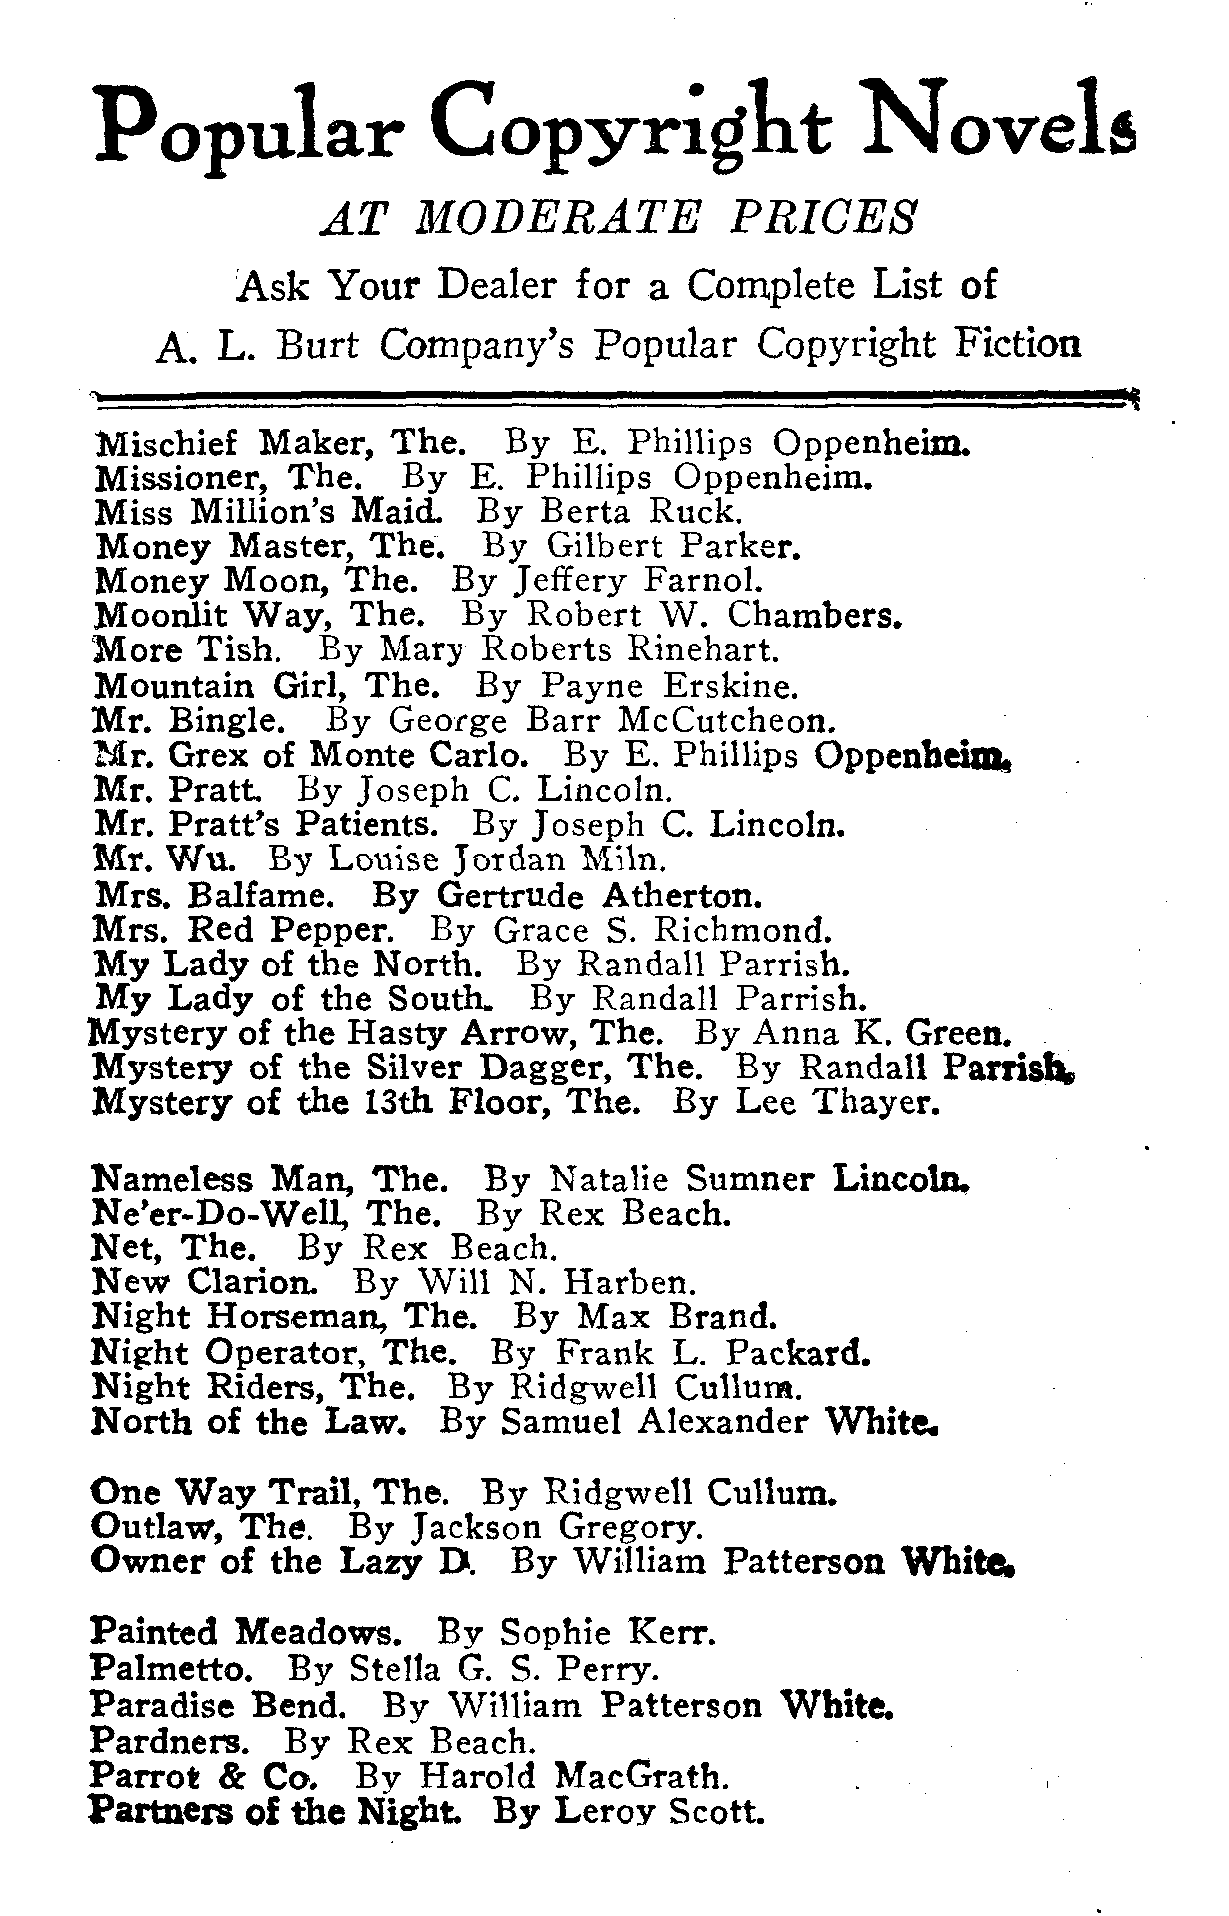 Popular Copyright Novels
AT MODERATE PRICES
Ask Your Dealer for a Complete List of
A. L. Burt Company's Popular Copyright Fiction
Mischief Maker, The. By E. Phillips Oppenheim.
Missioner, The. By E. Phillips Oppenheim.
Miss Million's Maid. By Berta Ruck.
Money Master, The. By Gilbert Parker.
Money Moon, The. By Jeffery Farnol.
Moonlit Way, The. By Robert W. Chambers.
More Tish. By Mary Roberts Rinehart.
Mountain Girl, The. By Payne Erskine.
Mr. Bingle. By George Barr McCutcheon.
Mr. Grex of Monte Carlo. By E. Phillips Oppenheim.
Mr. Pratt. By Joseph C. Lincoln.
Mr. Pratt's Patients. By Joseph C. Lincoln.
Mr. Wu. By Louise Jordan Miln.
Mrs. Balfame. By Gertrude Atherton.
Mrs. Red Pepper. By Grace S. Richmond.
My Lady of the North. By Randall Parrish.
My Lady of the South. By Randall Parrish.
Mystery of the Hasty Arrow, The. By Anna K. Green.
Mystery of the Silver Dagger, The. By Randall Parrish.
Mystery of the 13th Floor, The. By Lee Thayer.
Nameless Man, The. By Natalie Sumner Lincoln.
Ne'er-Do-Well, The. By Rex Beach.
Net, The. By Rex Beach.
New Clarion. By Will N. Harben.
Night Horseman, The. By Max Brand.
Night Operator, The. By Frank L. Packard.
Night Riders, The. By Ridgwell Cullum.
North of the Law. By Samuel Alexander White.
One Way Trail, The. By Ridgwell Cullum.
Outlaw, The. By Jackson Gregory.
Owner of the Lazy D. By William Patterson White.
Painted Meadows. By Sophie Kerr.
Palmetto. By Stella G. S. Perry.
Paradise Bend. By William Patterson White.
Pardners. By Rex Beach.
Parrot & Co. By Harold MacGrath.
Partners of the Night. By Leroy Scott.